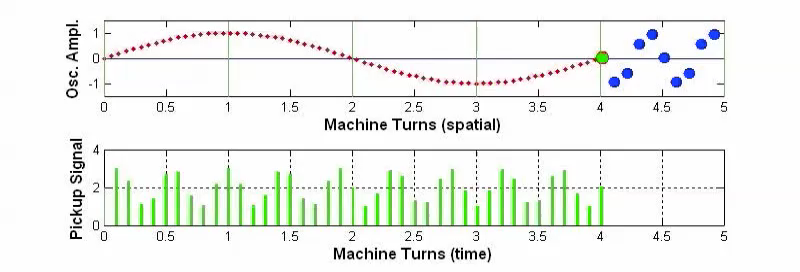 Osc. Ampl.
1
0
-1
0 0.5 1 1.5 2 2.5 3 3.5 4 4.5 5
Machine Turns (spatial)
Pickup Signal
4
2
0
0 0.5 1 1.5 2 2.5 3 3.5 4 4.5 5
Machine Turns (time)